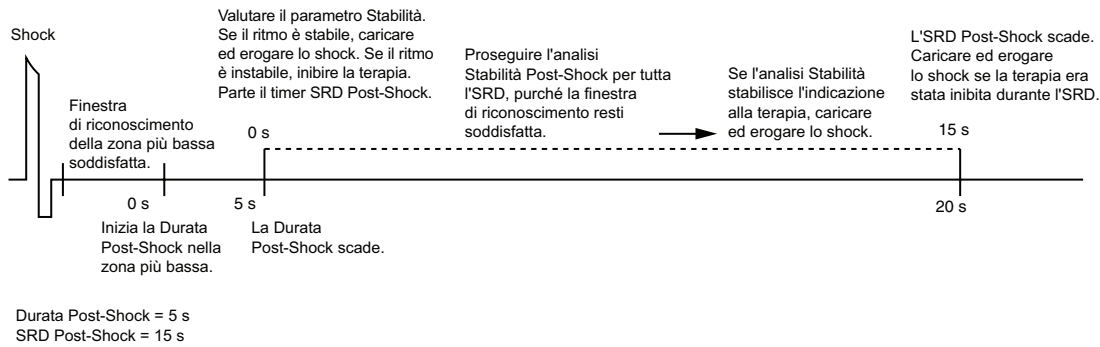 Shock
Finestra
di riconoscimento
della zona più bassa
soddisfatta.
Valutare il parametro Stabilità.
Se il ritmo è stabile, caricare
ed erogare lo shock. Se il ritmo
è instabile, inibire la terapia.
Parte il timer SRD Post-Shock.
0 s
Proseguire l'analisi
Stabilità Post-Shock per tutta
l'SRD, purché la finestra
di riconoscimento resti
soddisfatta.
Se l'analisi Stabilità
stabilisce l'indicazione
alla terapia, caricare
ed erogare lo shock.
L'SRD Post-Shock scade.
Caricare ed erogare
lo shock se la terapia era
stata inibita durante l'SRD.
15 s
0 s
Inizia la Durata
Post-Shock nella
zona più bassa.
5 s
La Durata
Post-Shock scade.
20 s
Durata Post-Shock = 5 s
SRD Post-Shock = 15 s